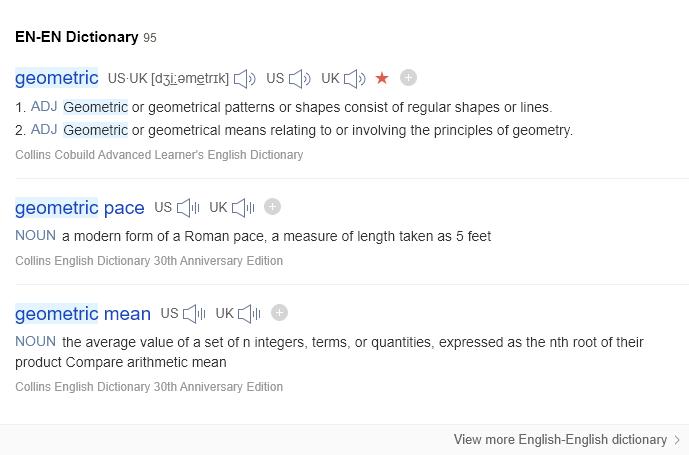 EN-EN Dictionary 95
geometric US·UK [dʒi:əmetrɪk] US UK
1. ADJ Geometric or geometrical patterns or shapes consist of regular shapes or lines.
2. ADJ Geometric or geometrical means relating to or involving the principles of geometry.
Collins Cobuild Advanced Learner's English Dictionary
geometric pace US UK
NOUN a modern form of a Roman pace, a measure of length taken as 5 feet
Collins English Dictionary 30th Anniversary Edition
geometric mean US UK
NOUN the average value of a set of n integers, terms, or quantities, expressed as the nth root of their
product Compare arithmetic mean
Collins English Dictionary 30th Anniversary Edition
View more English-English dictionary >